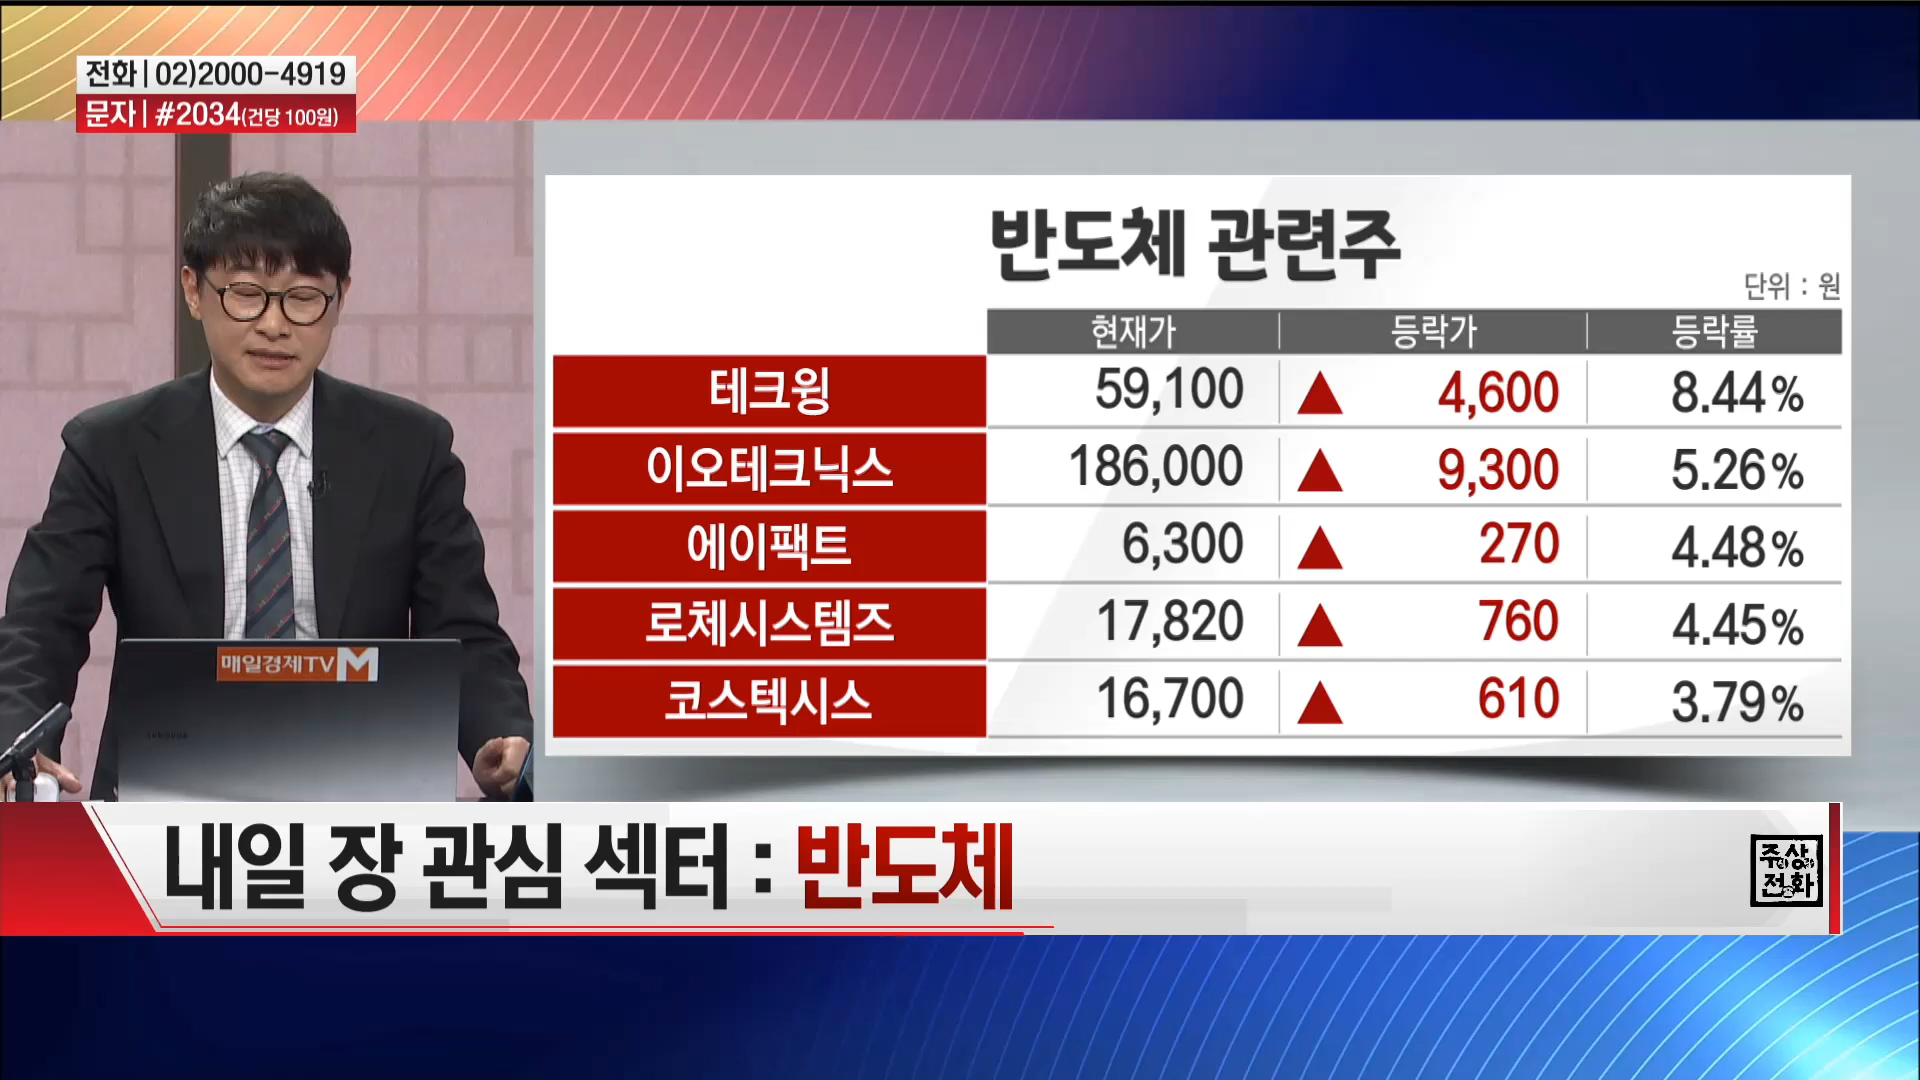 전화 | 02)2000-4919
문자 | #2034(건당 100원)
반도체 관련주
단위 : 원
현재가 등락가 등락률
테크윙 59,100 ▲ 4,600 8.44%
이오테크닉스 186,000 ▲ 9,300 5.26%
에이팩트 6,300 ▲ 270 4.48%
로체시스템즈 17,820 ▲ 760 4.45%
코스텍시스 16,700 ▲ 610 3.79%
매일경제TV M
SAMSUNG
내일 장 관심 섹터 : 반도체
주상
전화